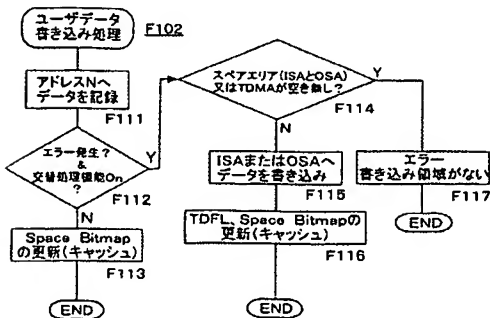 ユーザデータ
書き込み処理
F102
アドレスNへ
データを記録
F111
エラー発生?
&
交替処理機能On
?
F112
Y
N
Space Bitmap
の更新(キャッシュ)
F113
END
スペアエリア(ISAとOSA)
又はTDMAが空き無し?
F114
Y
N
ISAまたはOSAへ
データを書き込み
F115
TDFL、Space Bitmapの
更新(キャッシュ)
F116
END
エラー
書き込み領域がない
F117
END